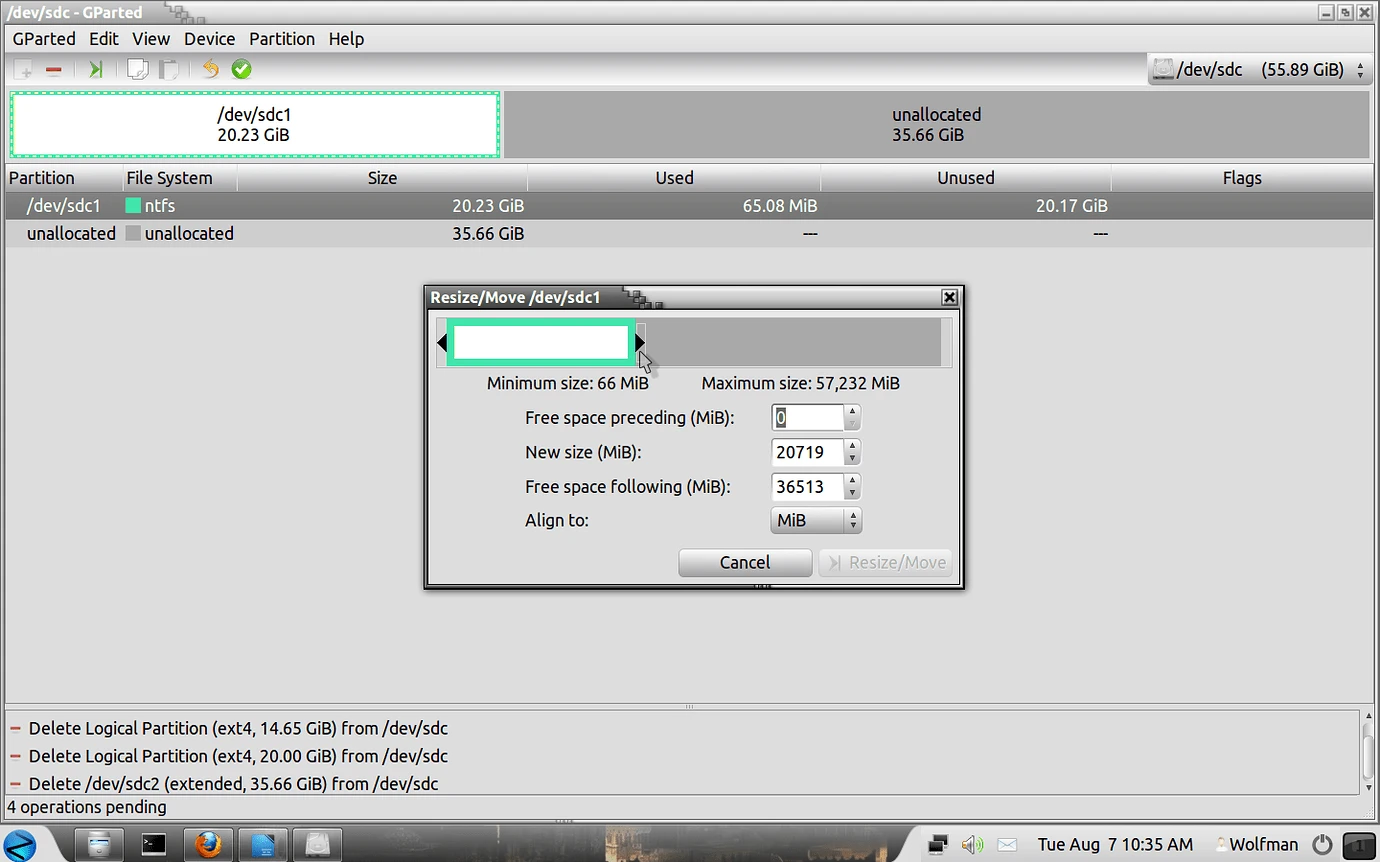 /dev/sdc - GParted
GParted Edit View Device Partition Help
/dev/sdc (55.89 GiB)
/dev/sdc1
20.23 GiB
unallocated
35.66 GiB
Partition File System Size Used Unused Flags
/dev/sdc1 ntfs 20.23 GiB 65.08 MiB 20.17 GiB
unallocated unallocated 35.66 GiB --- ---
Resize/Move /dev/sdc1
Minimum size: 66 MiB Maximum size: 57,232 MiB
Free space preceding (MiB): 0
New size (MiB): 20719
Free space following (MiB): 36513
Align to: MiB
Cancel Resize/Move
Delete Logical Partition (ext4, 14.65 GiB) from /dev/sdc
Delete Logical Partition (ext4, 20.00 GiB) from /dev/sdc
Delete /dev/sdc2 (extended, 35.66 GiB) from /dev/sdc
4 operations pending
Tue Aug 7 10:35 AM Wolfman 1